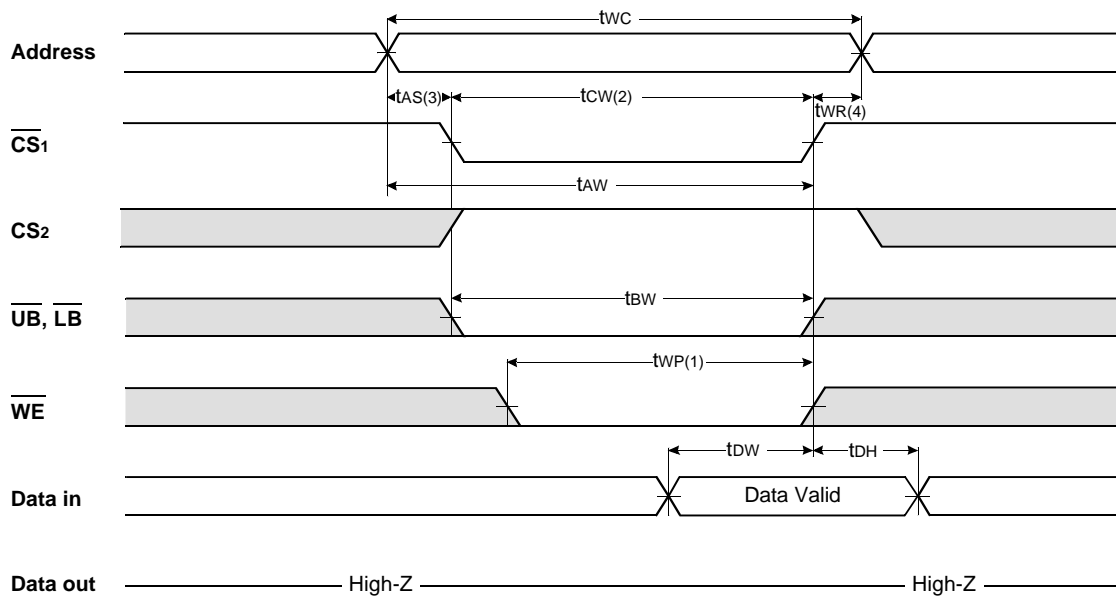 tWC
Address
tAS(3) tCW(2) tWR(4)
CS1
tAW
CS2
tBW
UB, LB
tWP(1)
WE
tDW tDH
Data in Data Valid
Data out High-Z High-Z